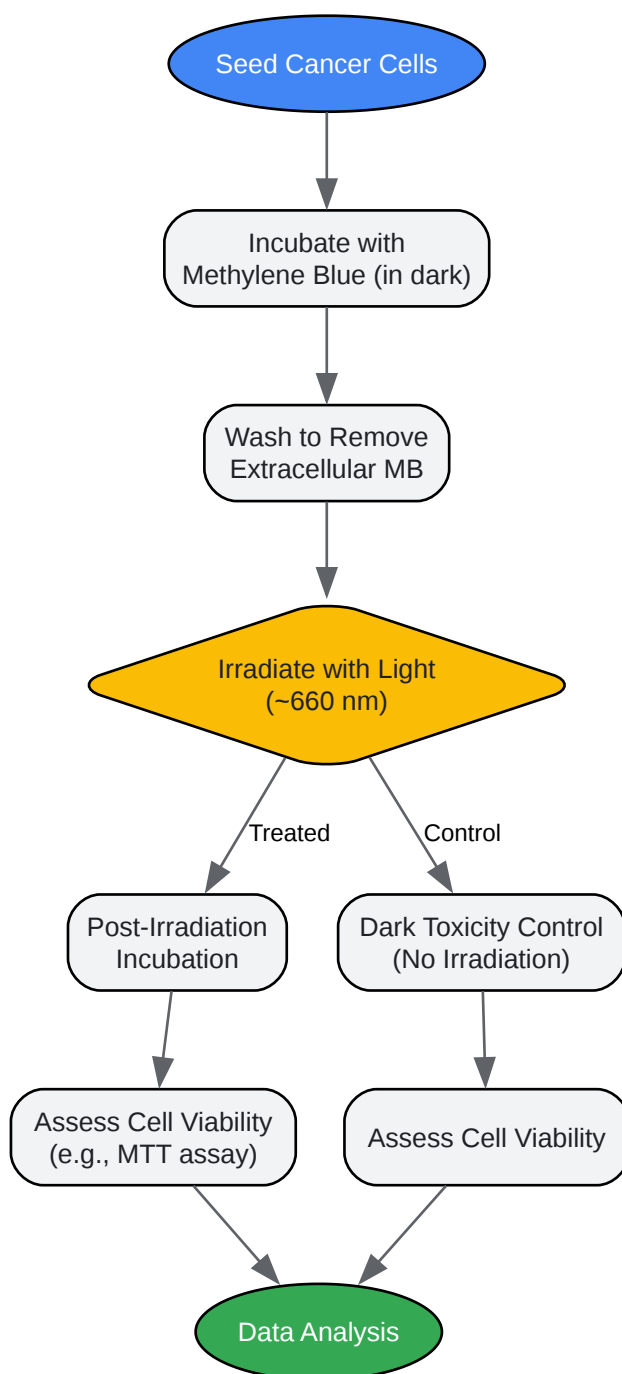 Seed Cancer Cells
Incubate with
Methylene Blue (in dark)
Wash to Remove
Extracellular MB
Irradiate with Light
(~660 nm)
Treated
Control
Post-Irradiation
Incubation
Dark Toxicity Control
(No Irradiation)
Assess Cell Viability
(e.g., MTT assay)
Assess Cell Viability
Data Analysis